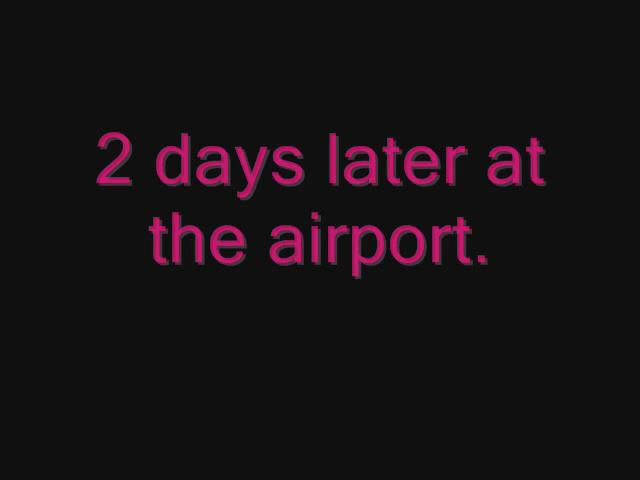 2 days later at
the airport.